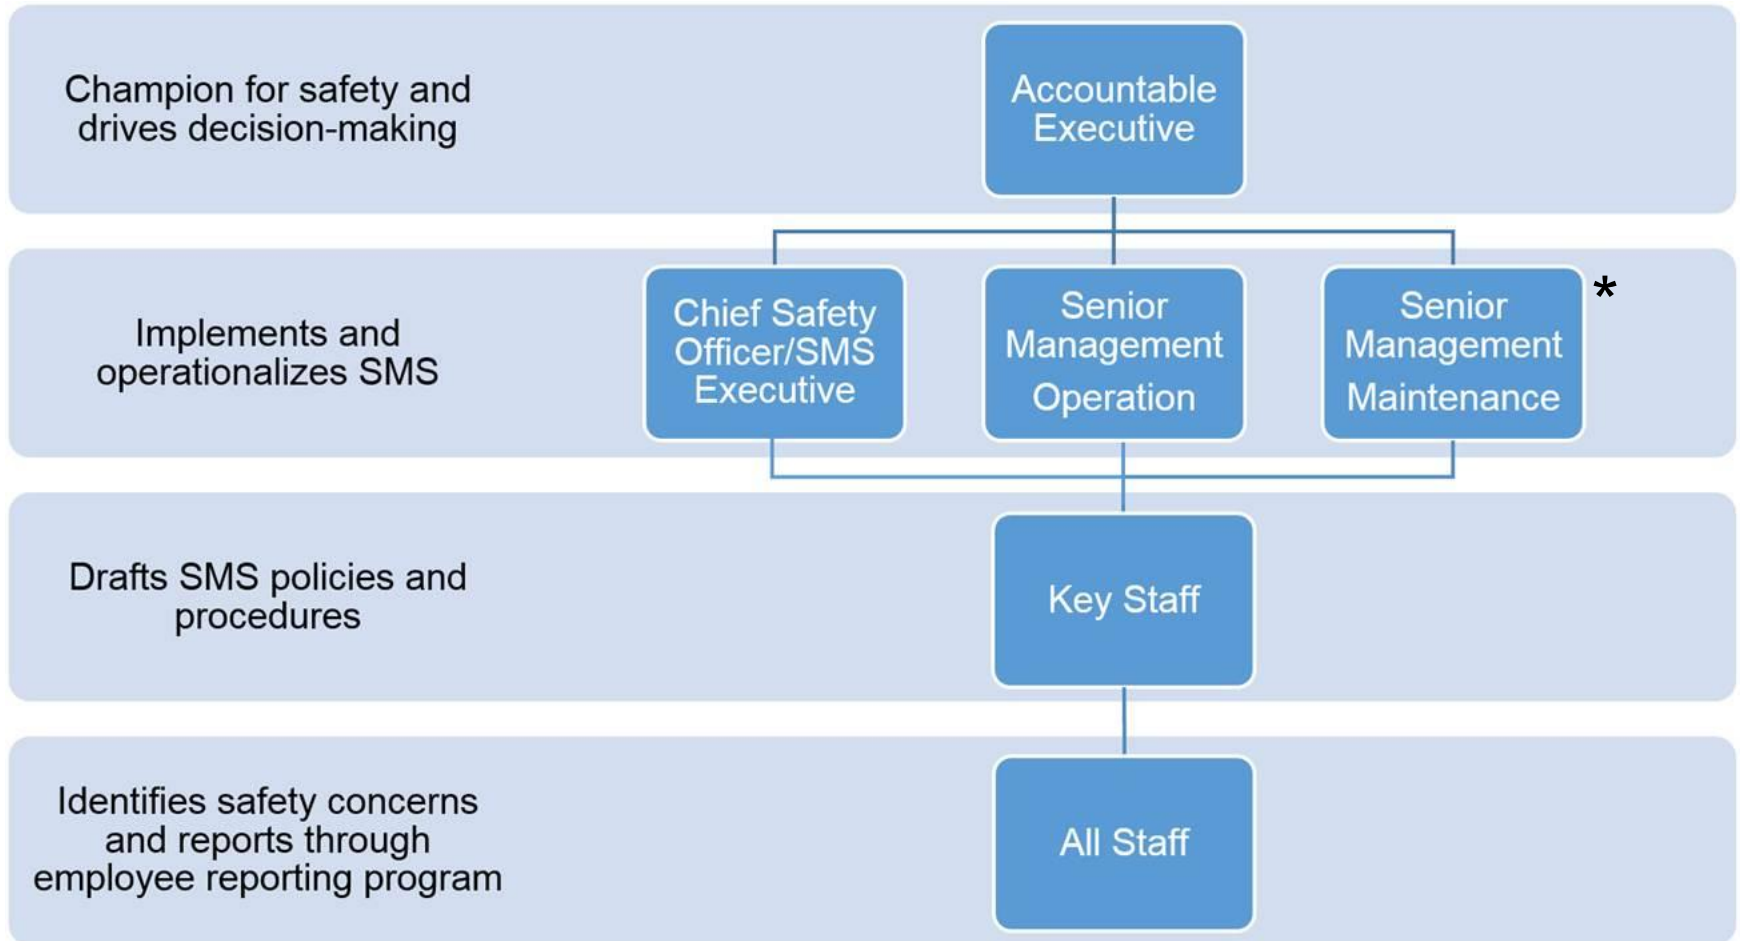 Champion for safety and
drives decision-making
Accountable
Executive
Implements and
operationalizes SMS
Chief Safety
Officer/SMS
Executive
Senior
Management
Operation
Senior
Management
Maintenance
*
Drafts SMS policies and
procedures
Key Staff
Identifies safety concerns
and reports through
employee reporting program
All Staff